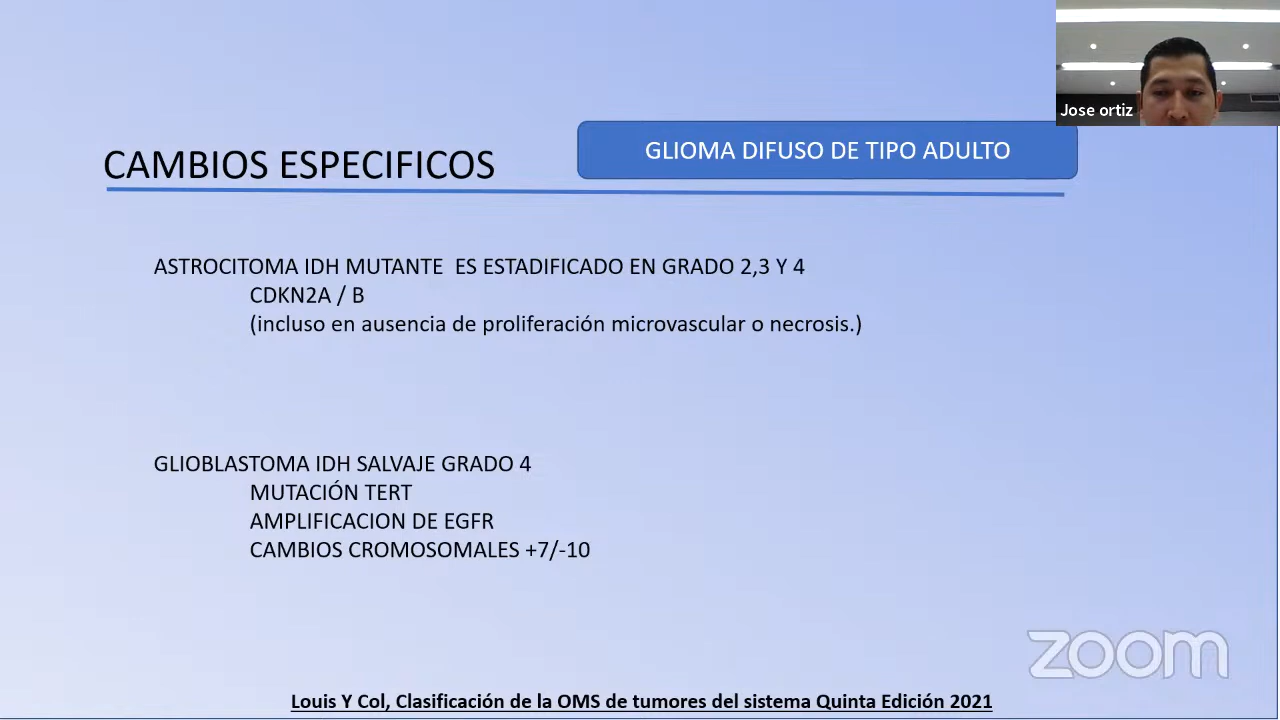 Jose ortiz
GLIOMA DIFUSO DE TIPO ADULTO
CAMBIOS ESPECIFICOS
ASTROCITOMA IDH MUTANTE ES ESTADIFICADO EN GRADO 2,3 Y 4
CDKN2A / B
(incluso en ausencia de proliferación microvascular o necrosis.)
GLIOBLASTOMA IDH SALVAJE GRADO 4
MUTACIÓN TERT
AMPLIFICACION DE EGFR
CAMBIOS CROMOSOMALES +7/-10
zoom
Louis Y Col, Clasificación de la OMS de tumores del sistema Quinta Edición 2021